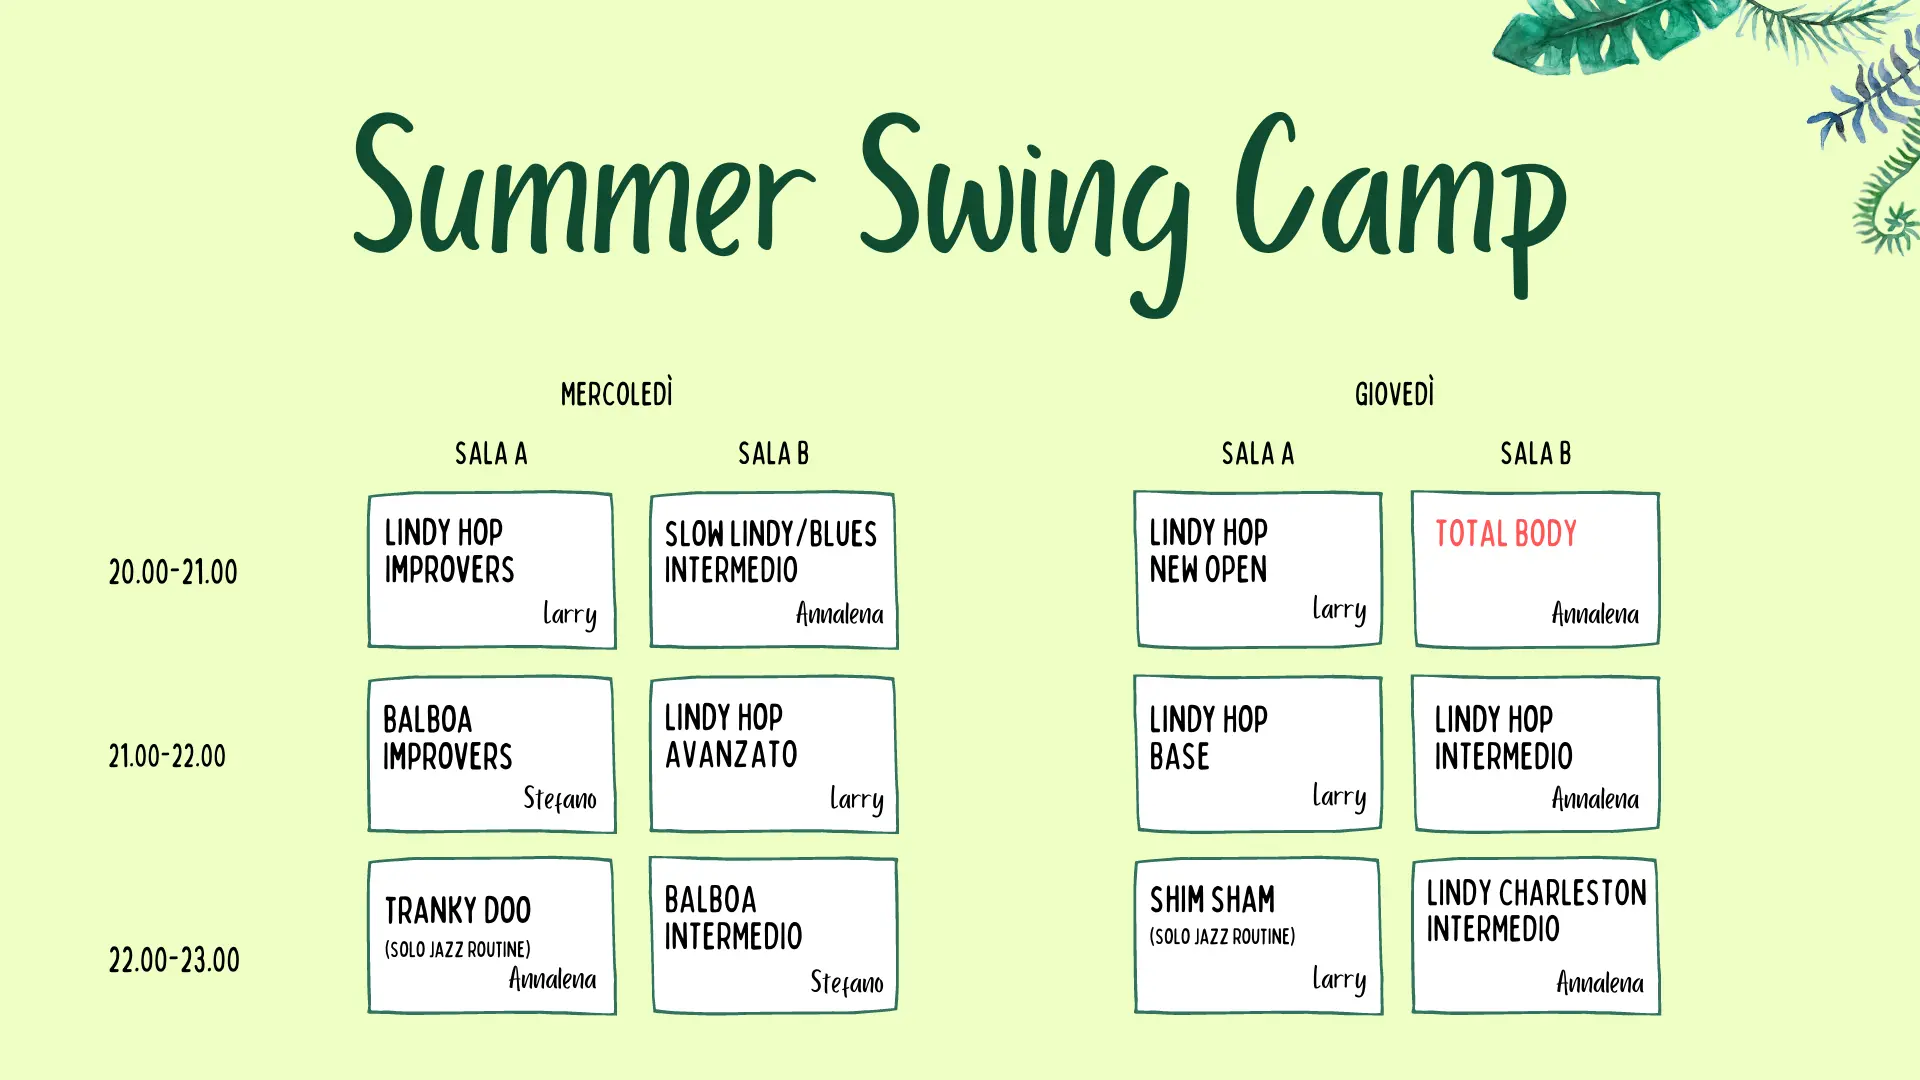 Summer Swing Camp
MERCOLEDÌ
GIOVEDÌ
SALA A
SALA B
SALA A
SALA B
20.00-21.00
LINDY HOP
IMPROVERS
Larry
SLOW LINDY/BLUES
INTERMEDIO
Annalena
LINDY HOP
NEW OPEN
Larry
TOTAL BODY
Annalena
21.00-22.00
BALBOA
IMPROVERS
Stefano
LINDY HOP
AVANZATO
Larry
LINDY HOP
BASE
Larry
LINDY HOP
INTERMEDIO
Annalena
22.00-23.00
TRANKY DOO
(SOLO JAZZ ROUTINE)
Annalena
BALBOA
INTERMEDIO
Stefano
SHIM SHAM
(SOLO JAZZ ROUTINE)
Larry
LINDY CHARLESTON
INTERMEDIO
Annalena